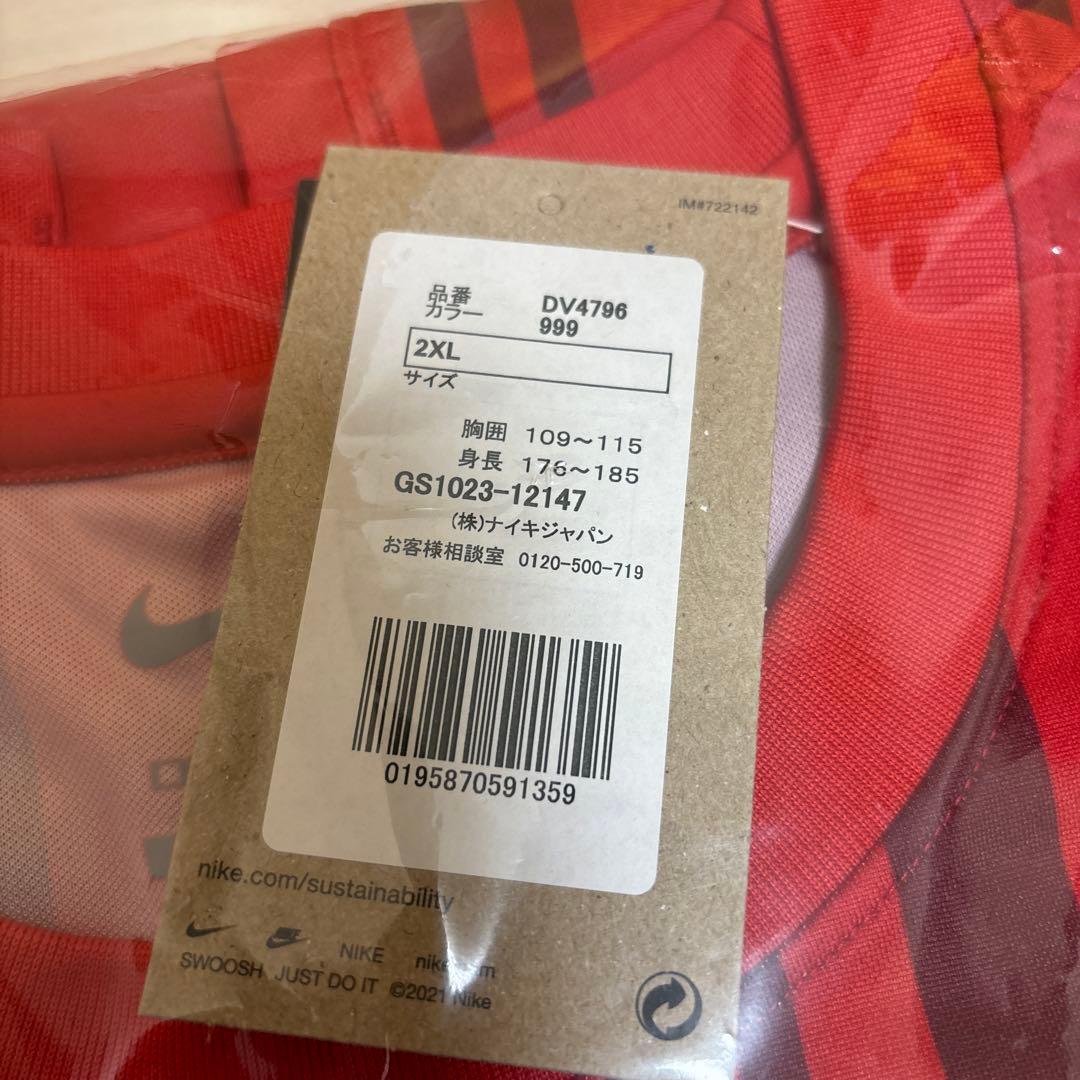 IM#722142
品番 DV4796
カラー 999
2XL
サイズ
胸囲 109～115
身長 176～185
GS1023-12147
(株)ナイキジャパン
お客様相談室 0120-500-719
0195870591359
nike.com/sustainability
NIKE
SWOOSH JUST DO IT ©2021 Nike